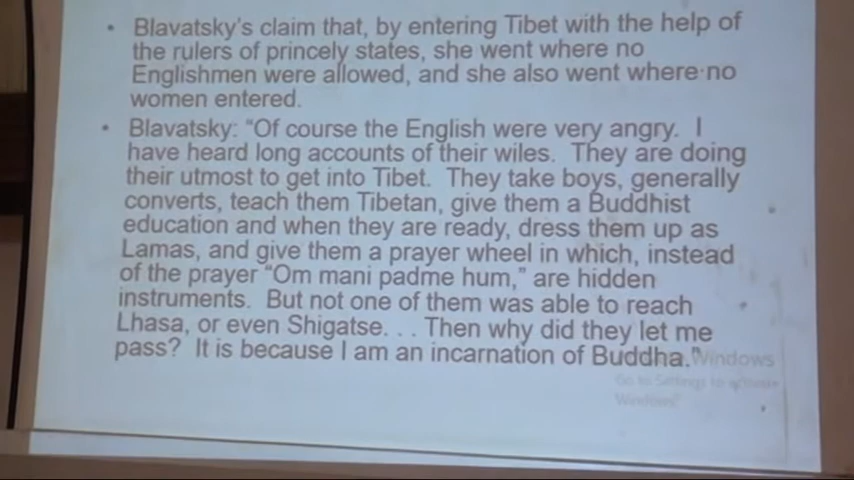 • Blavatsky's claim that, by entering Tibet with the help of
the rulers of princely states, she went where no
Englishmen were allowed, and she also went where no
women entered.
• Blavatsky: “Of course the English were very angry. I
have heard long accounts of their wiles. They are doing
their utmost to get into Tibet. They take boys, generally
converts, teach them Tibetan, give them a Buddhist
education and when they are ready, dress them up as
Lamas, and give them a prayer wheel in which, instead
of the prayer “Om mani padme hum,” are hidden
instruments. But not one of them was able to reach
Lhasa, or even Shigatse. . . Then why did they let me
pass? It is because I am an incarnation of Buddha.”
Windows
Go to Settings to activate
Windows